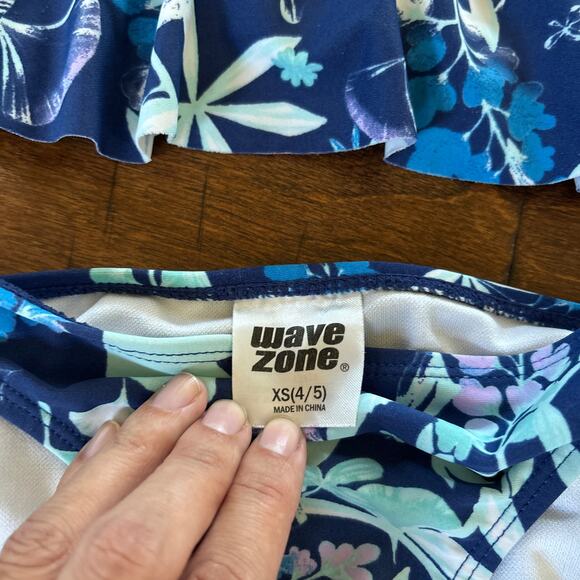 wave
zone®
XS(4/5)
MADE IN CHINA